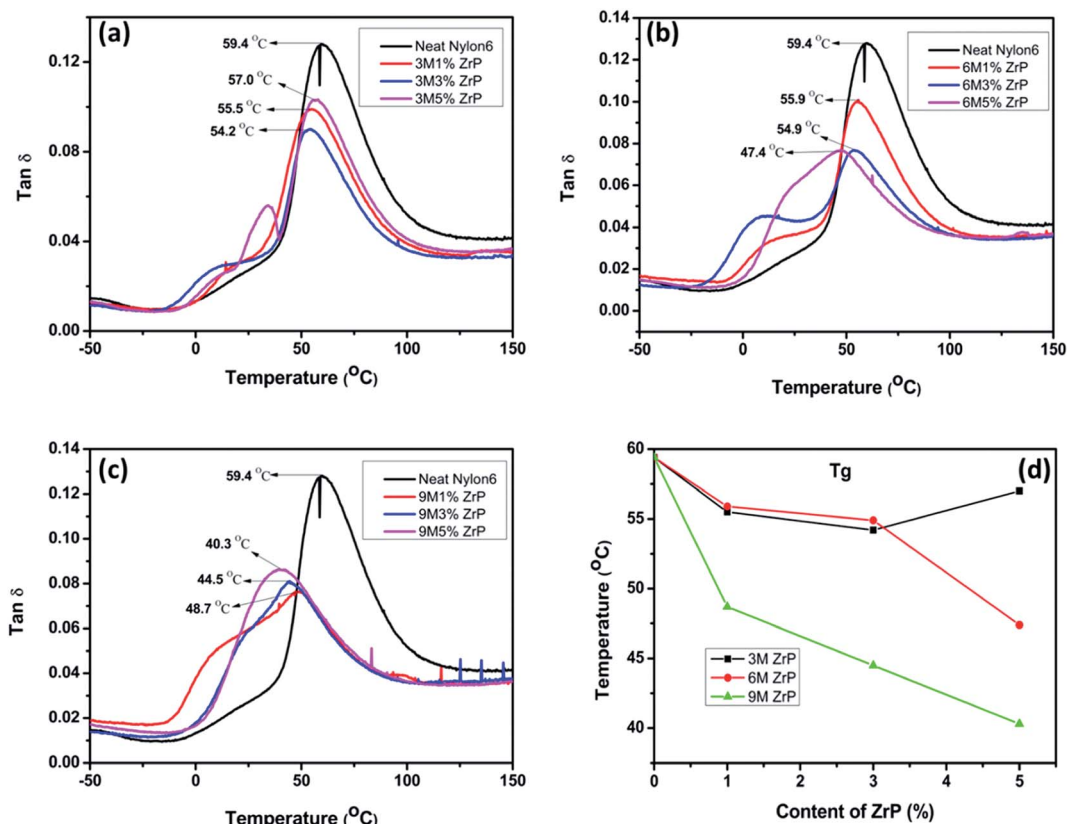 (a)
0.12
0.08
0.04
0.00
Tan δ
59.4 °C
57.0 °C
55.5 °C
54.2 °C
Neat Nylon6
3M1% ZrP
3M3% ZrP
3M5% ZrP
-50
0
50
100
150
Temperature (°C)
(b)
0.14
0.12
0.10
0.08
0.06
0.04
0.02
0.00
Tan δ
59.4 °C
55.9 °C
54.9 °C
47.4 °C
Neat Nylon6
6M1% ZrP
6M3% ZrP
6M5% ZrP
-50
0
50
100
150
Temperature (°C)
(c)
0.14
0.12
0.10
0.08
0.06
0.04
0.02
0.00
Tan δ
59.4 °C
40.3 °C
44.5 °C
48.7 °C
Neat Nylon6
9M1% ZrP
9M3% ZrP
9M5% ZrP
-50
0
50
100
150
Temperature (°C)
Tg
(d)
60
55
50
45
40
Temperature (°C)
3M ZrP
6M ZrP
9M ZrP
0
1
2
3
4
5
Content of ZrP (%)